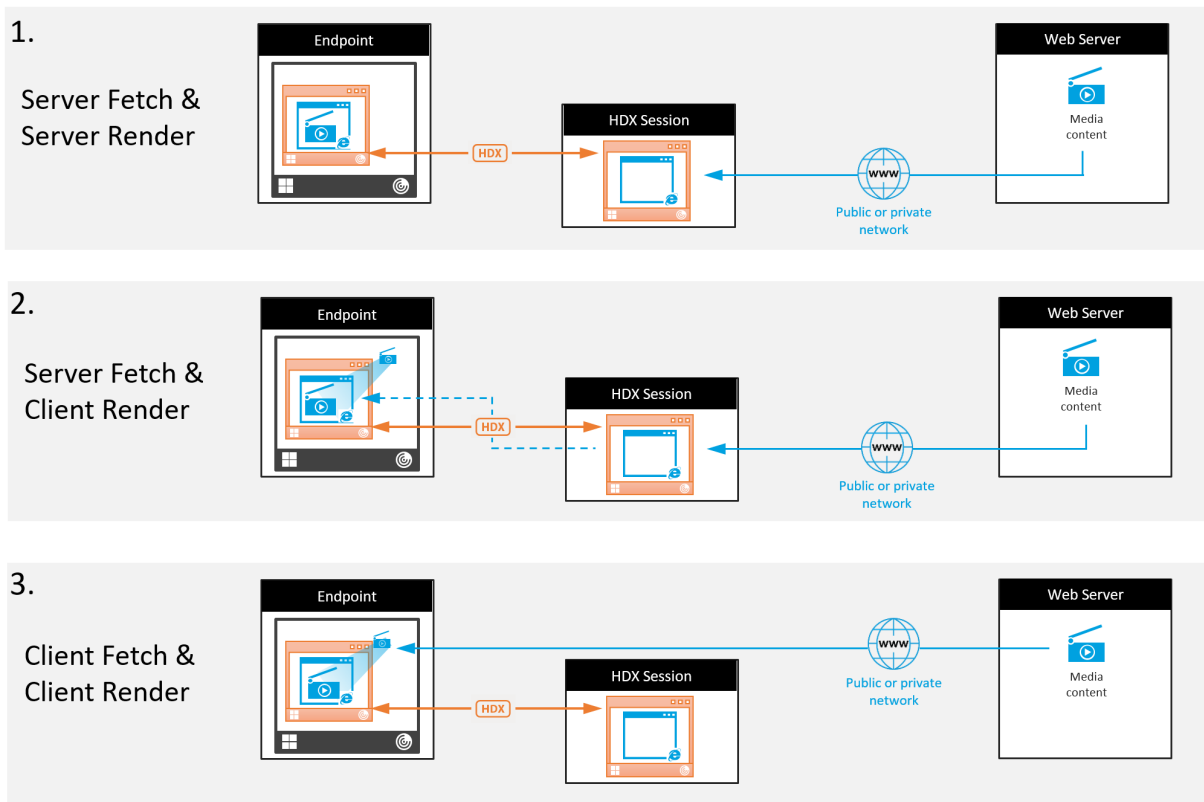 1.
Server Fetch &
Server Render
Endpoint
HDX
HDX Session
www
Public or private
network
Web Server
Media
content
2.
Server Fetch &
Client Render
Endpoint
HDX
HDX Session
www
Public or private
network
Web Server
Media
content
3.
Client Fetch &
Client Render
Endpoint
HDX
HDX Session
www
Public or private
network
Web Server
Media
content